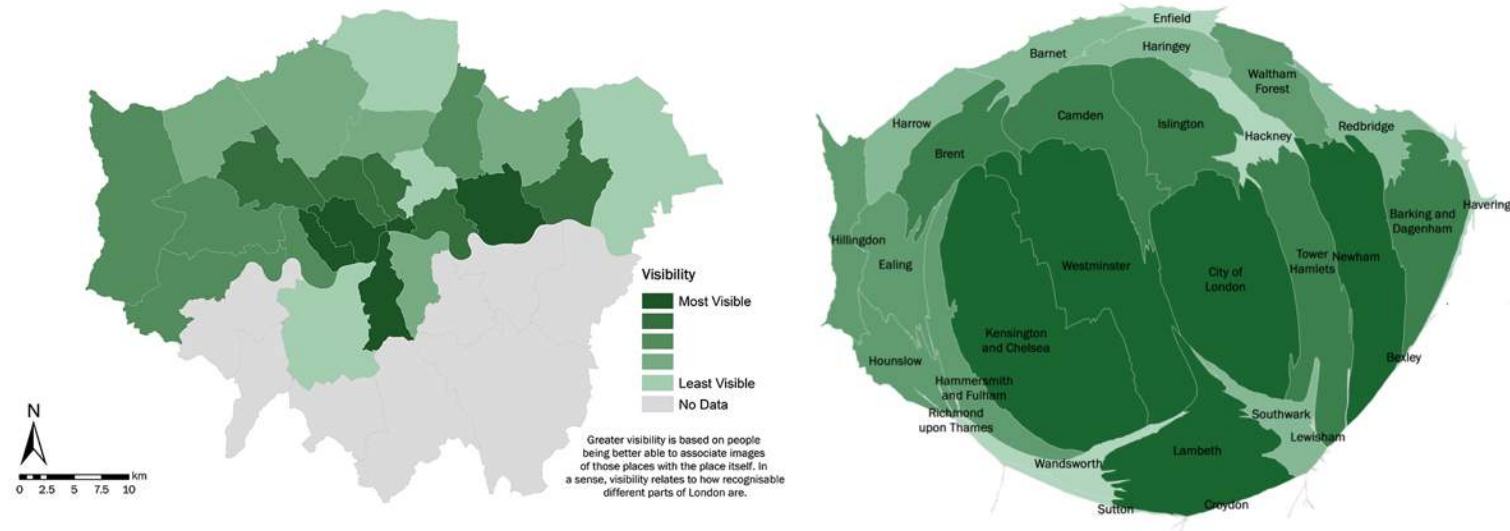 Visibility
Most Visible
Least Visible
No Data
Greater visibility is based on people
being better able to associate images
of those places with the place itself. In
a sense, visibility relates to how recognisable
different parts of London are.
N
km
0 2.5 5 7.5 10
Enfield
Barnet
Haringey
Waltham
Forest
Harrow
Camden
Islington
Redbridge
Hackney
Brent
Havering
Barking and
Dagenham
Hillingdon
Ealing
Westminster
City of
London
Tower
Hamlets
Newham
Kensington
and Chelsea
Bexley
Hounslow
Hammersmith
and Fulham
Richmond
upon Thames
Southwark
Lewisham
Lambeth
Wandsworth
Sutton
Croydon